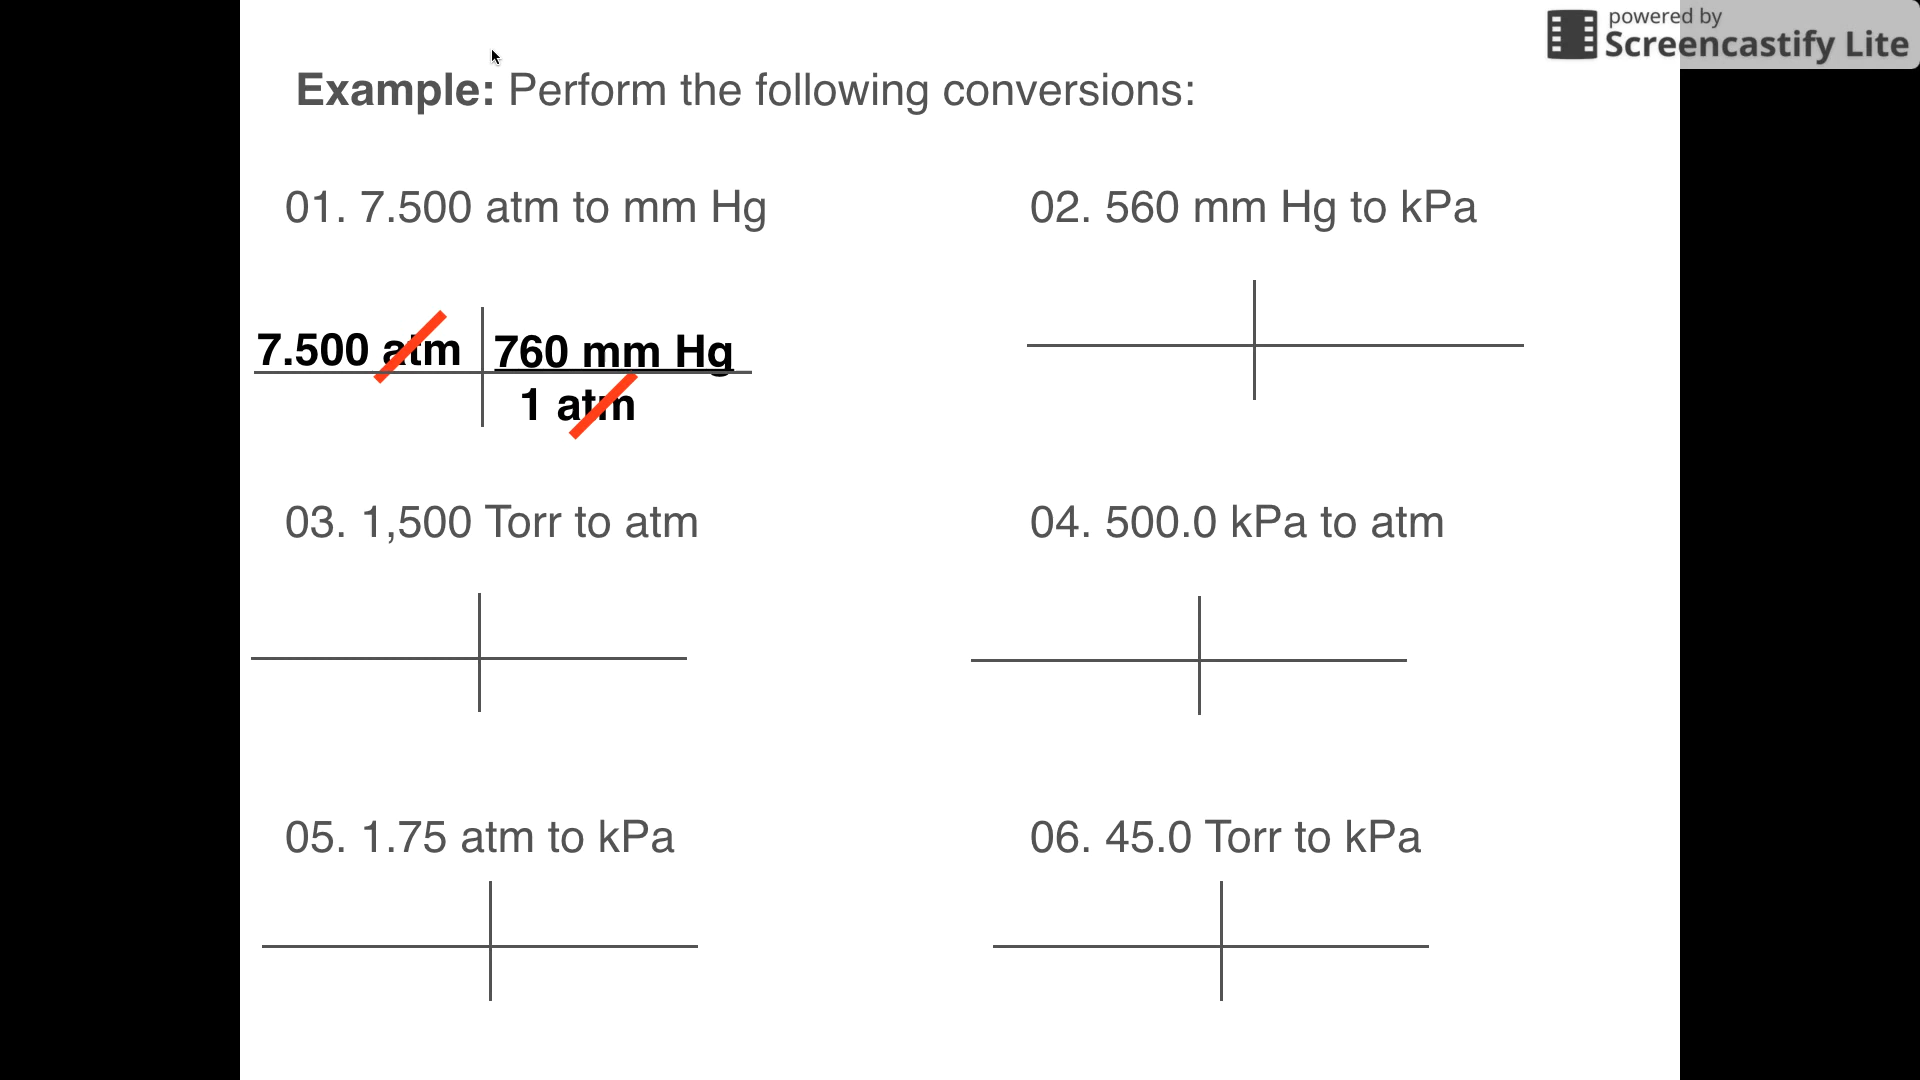 powered by
Screencastify Lite
Example: Perform the following conversions:
01. 7.500 atm to mm Hg
02. 560 mm Hg to kPa
7.500 atm
760 mm Hg
1 atm
03. 1,500 Torr to atm
04. 500.0 kPa to atm
05. 1.75 atm to kPa
06. 45.0 Torr to kPa